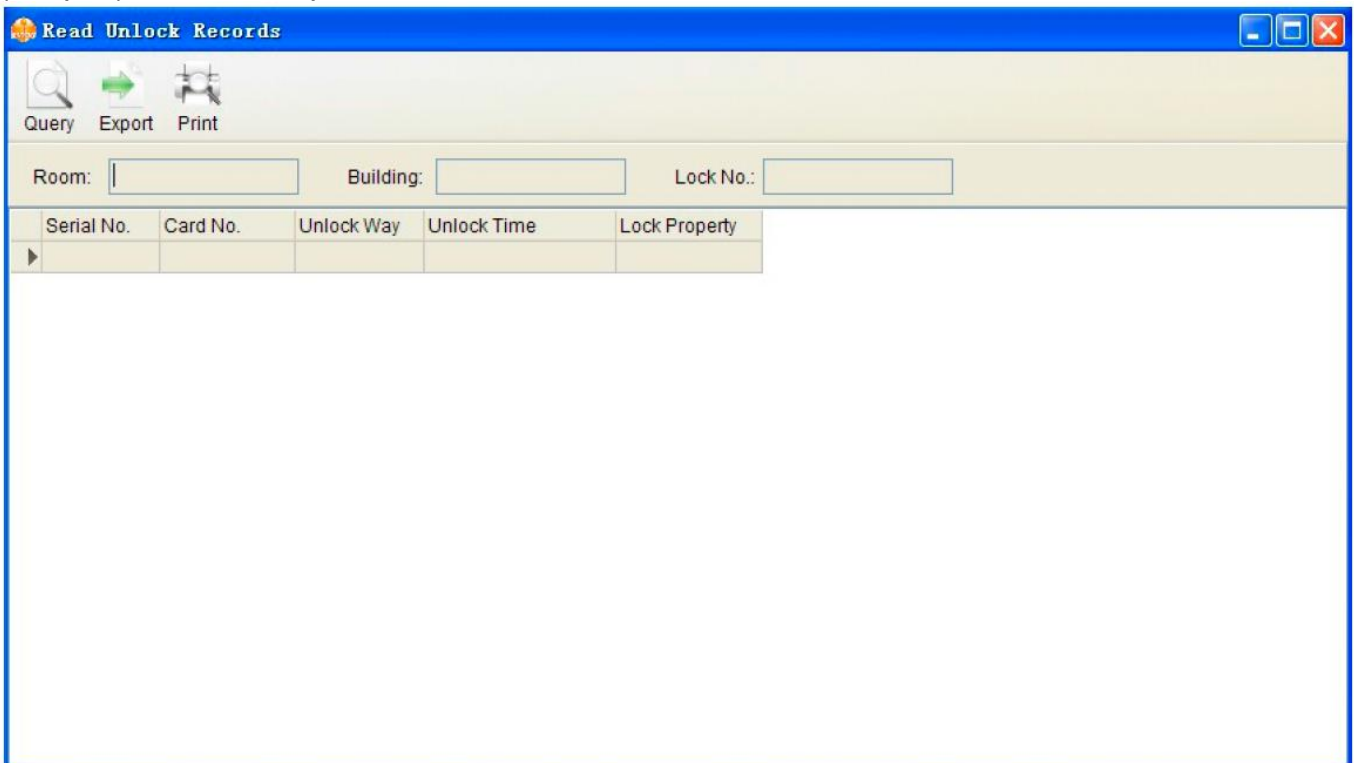 Read Unlock Records
Query Export Print
Room: Building: Lock No.:
Serial No. Card No. Unlock Way Unlock Time Lock Property